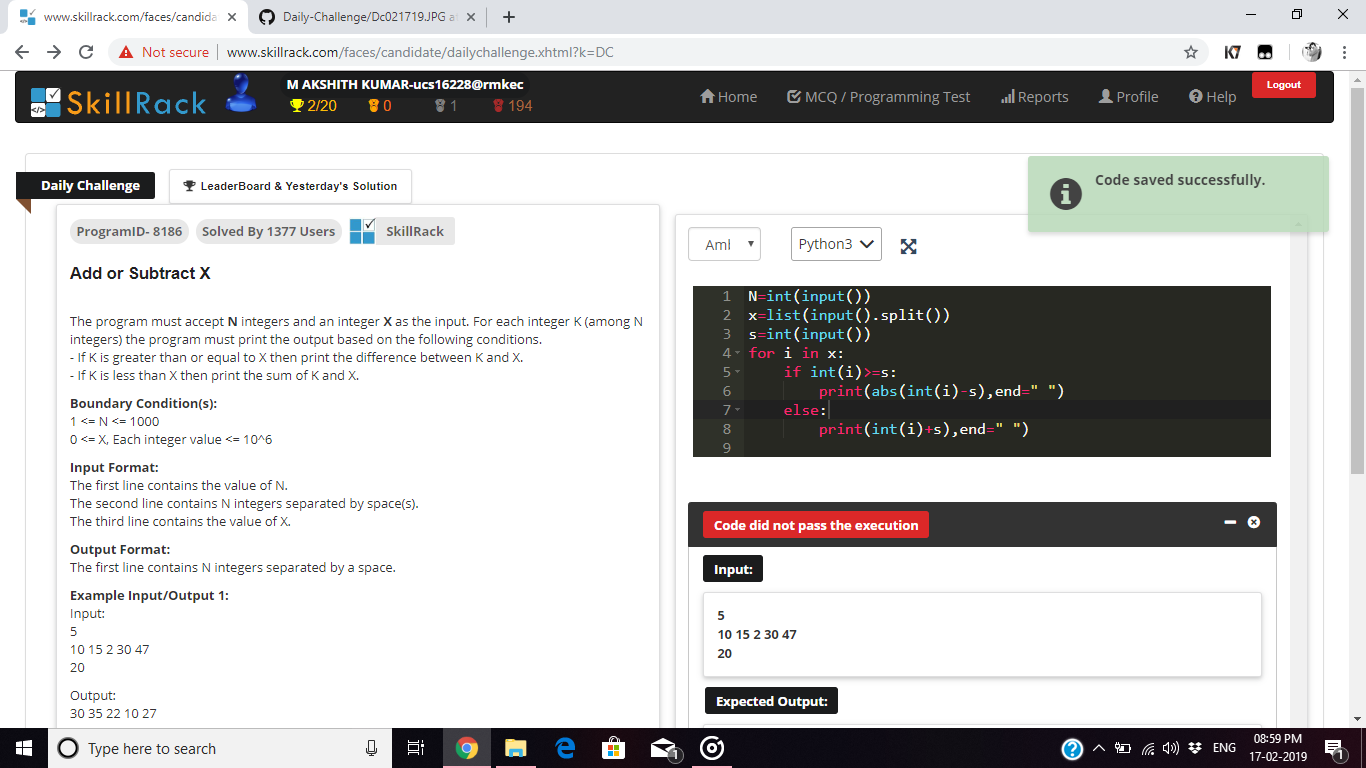 www.skillrack.com/faces/candida
Daily-Challenge/Dc021719.JPG at
Not secure
www.skillrack.com/faces/candidate/dailychallenge.xhtml?k=DC
SkillRack
M AKSHITH KUMAR-ucs16228@rmkec
2/20 0 1 194
Home
MCQ / Programming Test
Reports
Profile
Help
Logout
Daily Challenge
LeaderBoard & Yesterday's Solution
Code saved successfully.
ProgramID- 8186
Solved By 1377 Users
SkillRack
Add or Subtract X
The program must accept N integers and an integer X as the input. For each integer K (among N
integers) the program must print the output based on the following conditions.
- If K is greater than or equal to X then print the difference between K and X.
- If K is less than X then print the sum of K and X.
Boundary Condition(s):
1 <= N <= 1000
0 <= X, Each integer value <= 10^6
Input Format:
The first line contains the value of N.
The second line contains N integers separated by space(s).
The third line contains the value of X.
Output Format:
The first line contains N integers separated by a space.
Example Input/Output 1:
Input:
5
10 15 2 30 47
20
Output:
30 35 22 10 27
Aml
Python3
1 N=int(input())
2 x=list(input().split())
3 s=int(input())
4 for i in x:
5 if int(i)>=s:
6 print(abs(int(i)-s),end=" ")
7 else:
8 print(int(i)+s),end=" ")
9
Code did not pass the execution
Input:
5
10 15 2 30 47
20
Expected Output:
Type here to search
1
ENG
08:59 PM
17-02-2019
1